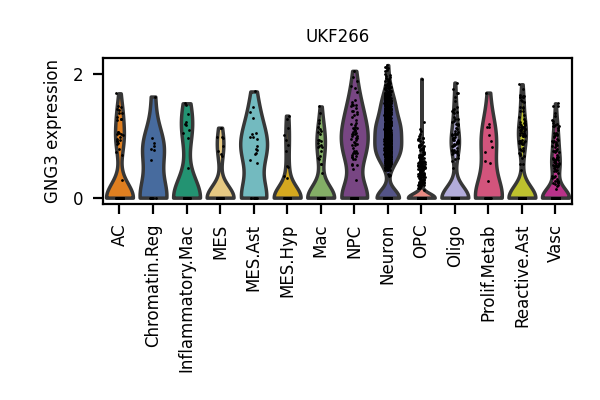 UKF266
GNG3 expression
2
0
AC
Chromatin.Reg
Inflammatory.Mac
MES
MES.Ast
MES.Hyp
Mac
NPC
Neuron
OPC
Oligo
Prolif.Metab
Reactive.Ast
Vasc